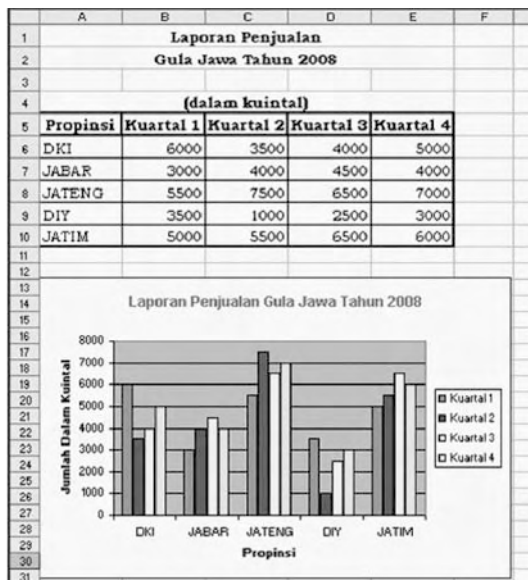 A B C D E F
1 Laporan Penjualan
2 Gula Jawa Tahun 2008
3
4 (dalam kuintal)
5 Propinsi Kuartal 1 Kuartal 2 Kuartal 3 Kuartal 4
6 DKI 6000 3500 4000 5000
7 JABAR 3000 4000 4500 4000
8 JATENG 5500 7500 6500 7000
9 DIY 3500 1000 2500 3000
10 JATIM 5000 5500 6500 6000
11
12
13
14
15
16
17
18
19
20
21
22
23
24
25
26
27
28
29
30
31
Laporan Penjualan Gula Jawa Tahun 2008
Jumlah Dalam Kuintal
8000
7000
6000
5000
4000
3000
2000
1000
0
DKI JABAR JATENG DIY JATIM
Propinsi
Kuartal 1
Kuartal 2
Kuartal 3
Kuartal 4